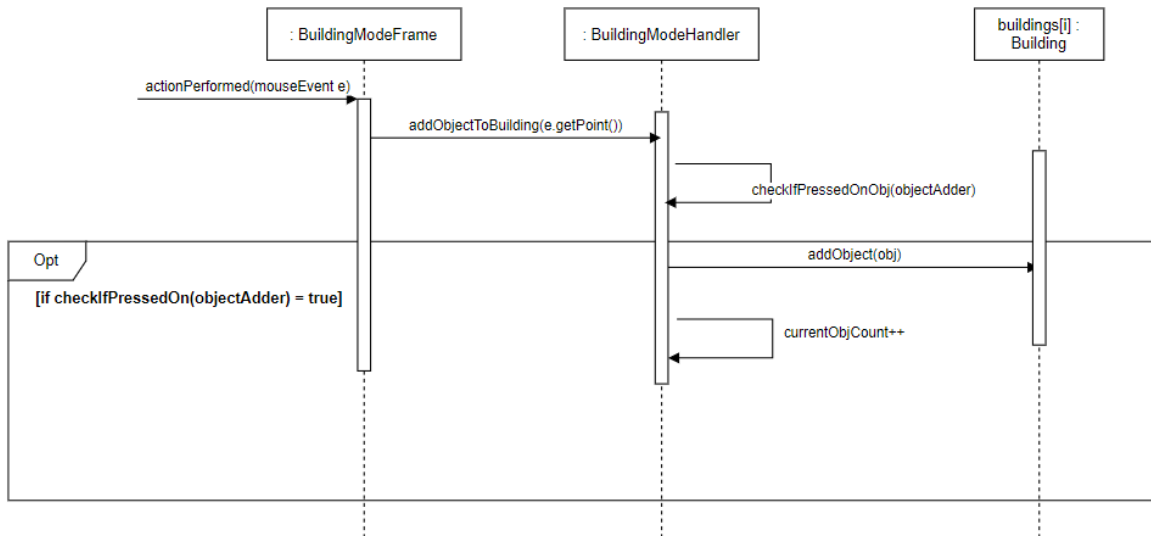 : BuildingModeFrame
: BuildingModeHandler
buildings[i] :
Building
actionPerformed(mouseEvent e)
addObjectToBuilding(e.getPoint())
checkIfPressedOnObj(objectAdder)
Opt
addObject(obj)
[if checkIfPressedOn(objectAdder) = true]
currentObjCount++